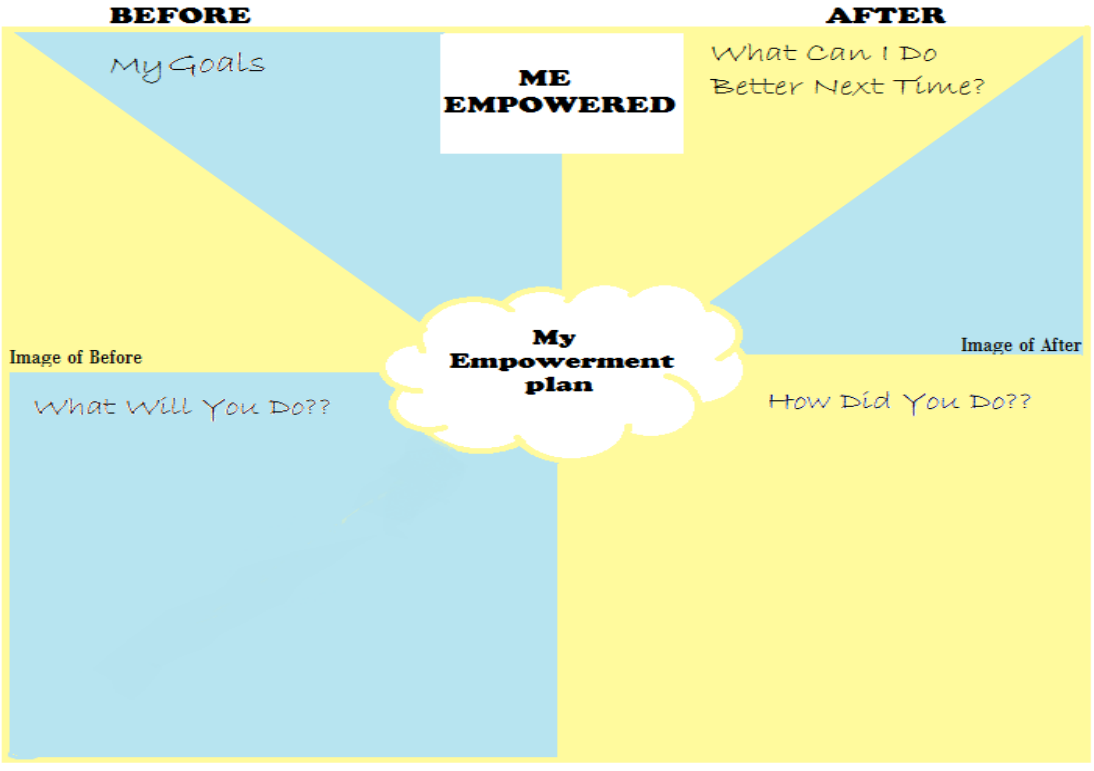 BEFORE
AFTER
My Goals
ME
EMPOWERED
What Can I Do
Better Next Time?
My
Empowerment
plan
Image of Before
Image of After
What Will You Do??
How Did You Do??